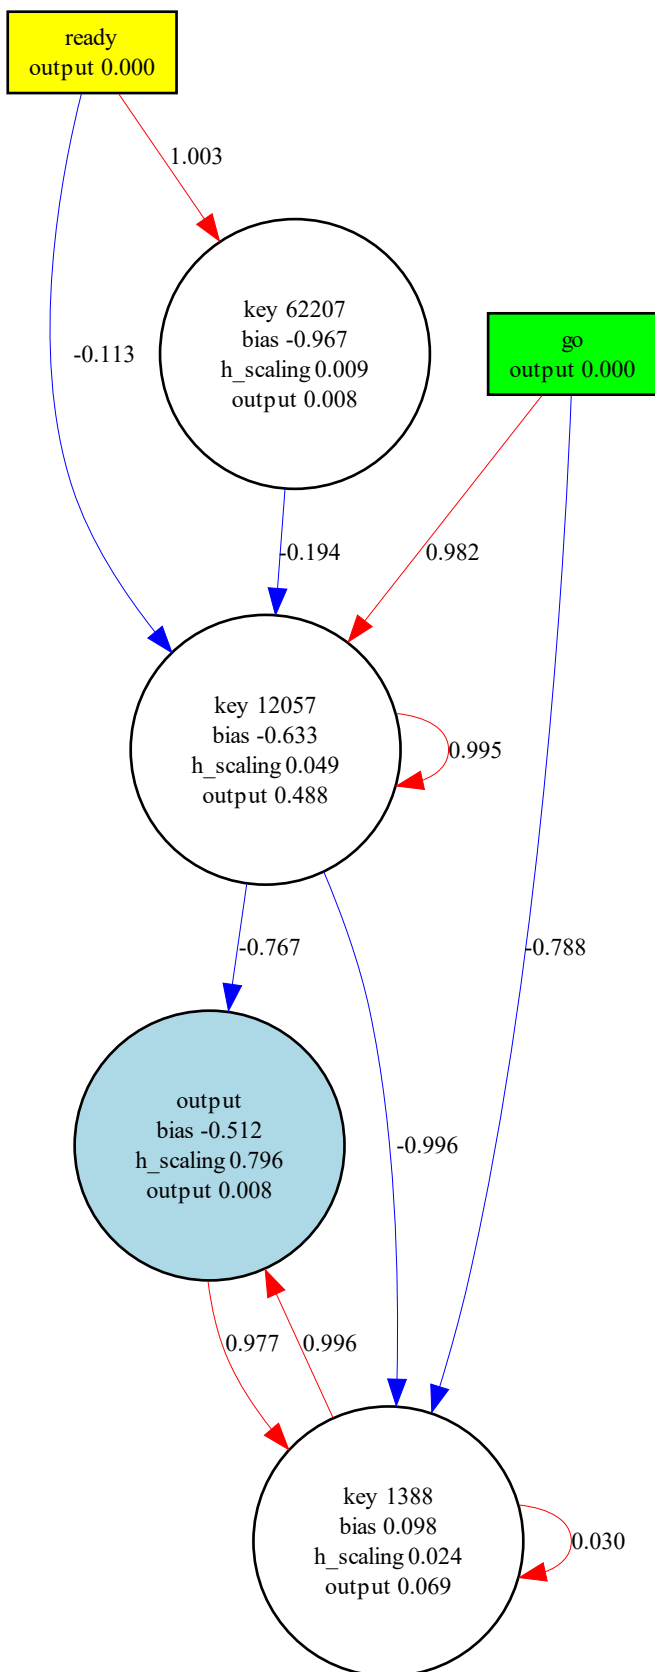 ready
output 0.000
1.003
key 62207
bias -0.967
h_scaling 0.009
output 0.008
go
output 0.000
-0.113
-0.194
0.982
key 12057
bias -0.633
h_scaling 0.049
output 0.488
0.995
-0.767
-0.788
output
bias -0.512
h_scaling 0.796
output 0.008
-0.996
0.977
0.996
key 1388
bias 0.098
h_scaling 0.024
output 0.069
0.030